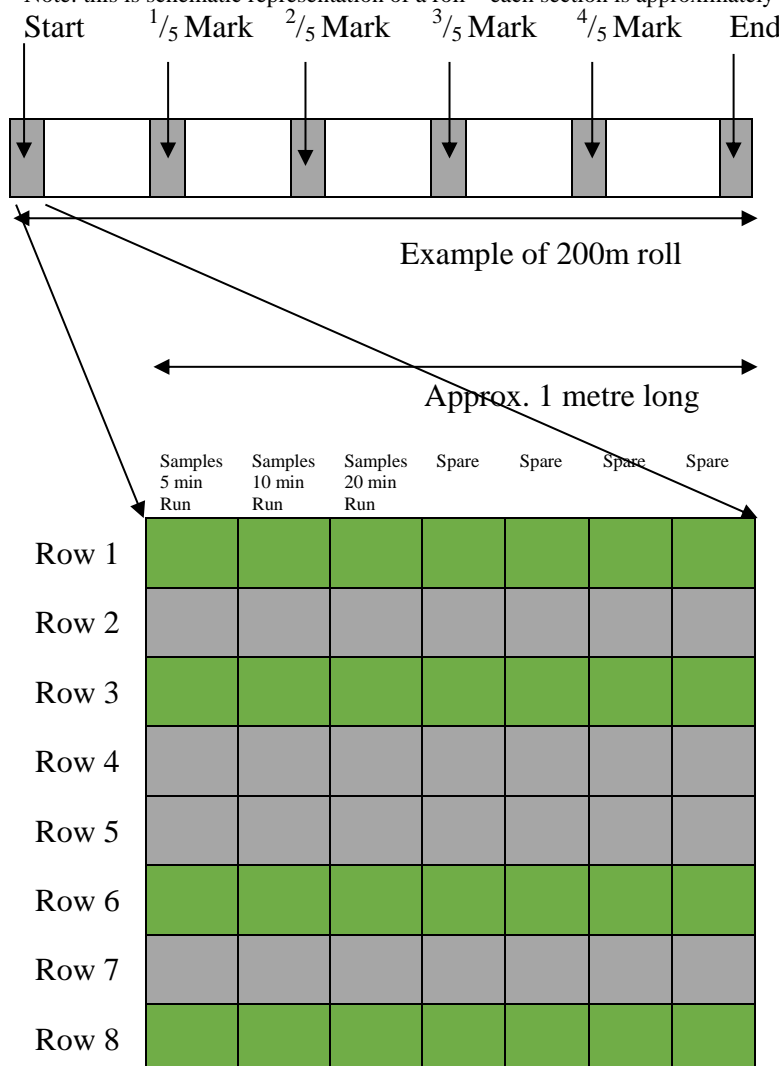 Note: this is schematic representation of a roll – each section is approximately
Start 1/5 Mark 2/5 Mark 3/5 Mark 4/5 Mark End
Example of 200m roll
Approx. 1 metre long
Samples 5 min Run
Samples 10 min Run
Samples 20 min Run
Spare
Spare
Spare
Spare
Row 1
Row 2
Row 3
Row 4
Row 5
Row 6
Row 7
Row 8